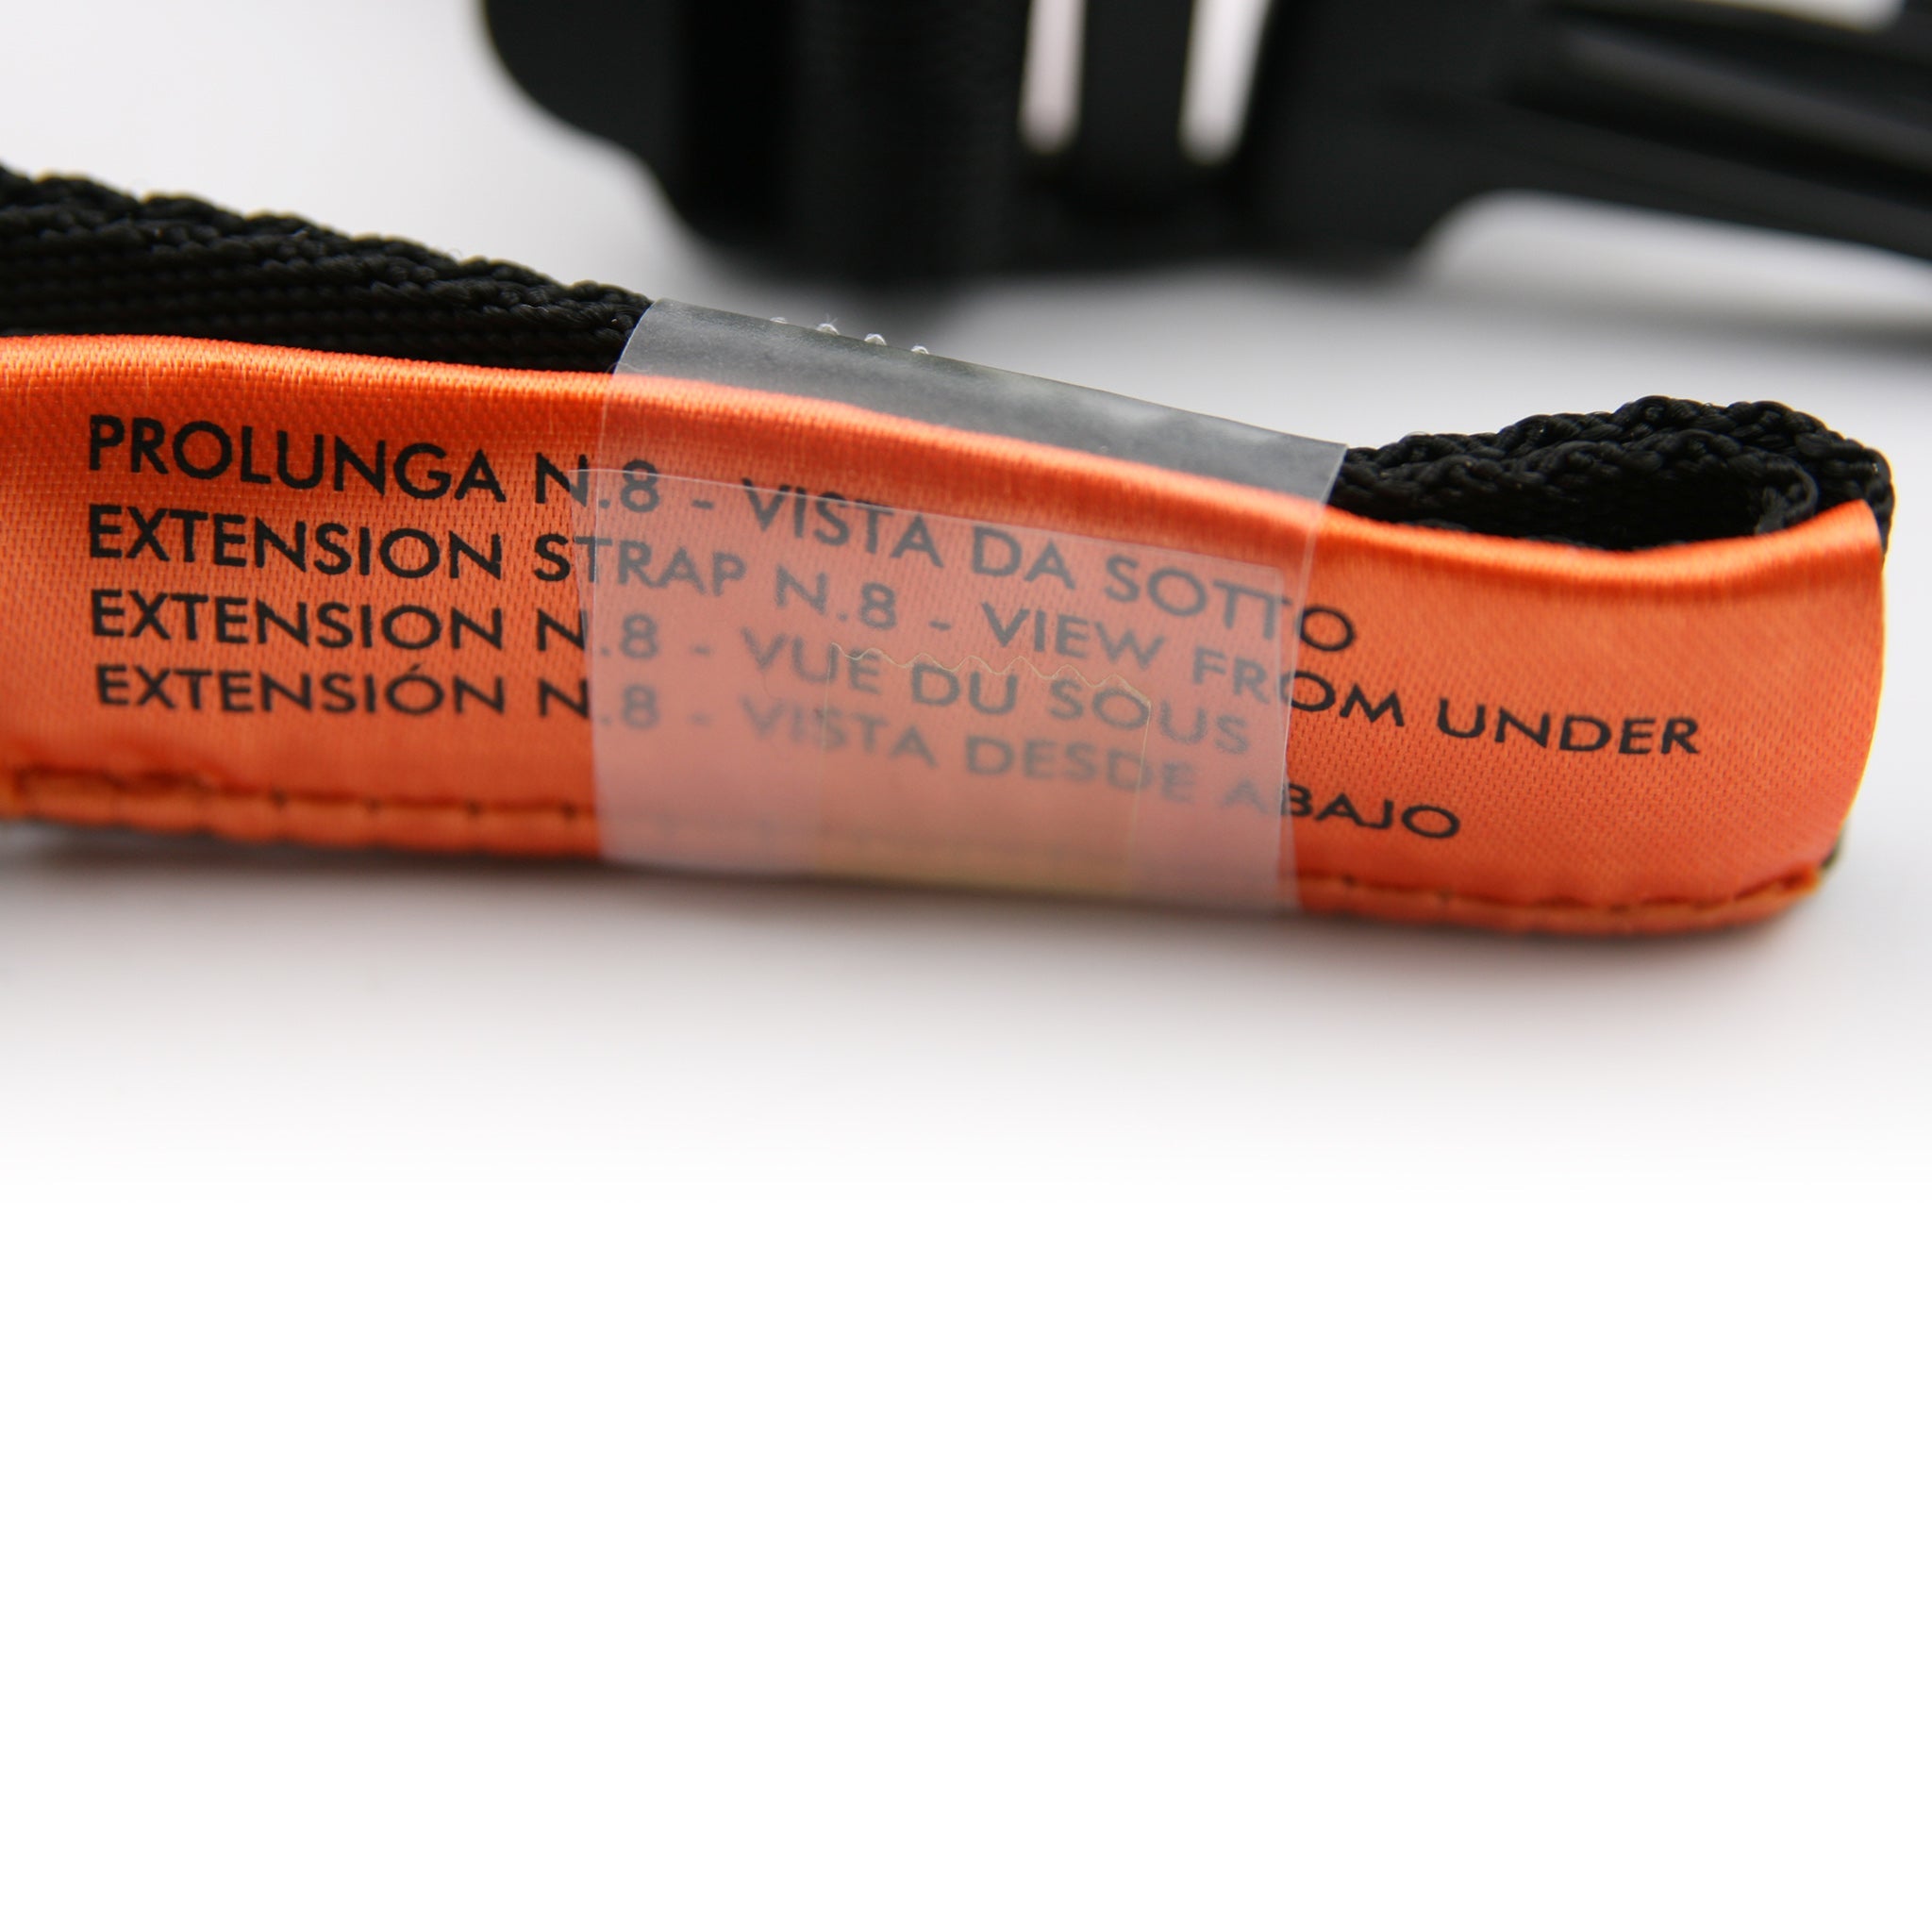 PROLUNGA N.8 - VISTA DA SOTTO
EXTENSION STRAP N.8 - VIEW FROM UNDER
EXTENSION N.8 - VUE DU SOUS
EXTENSIÓN N.8 - VISTA DESDE ABAJO